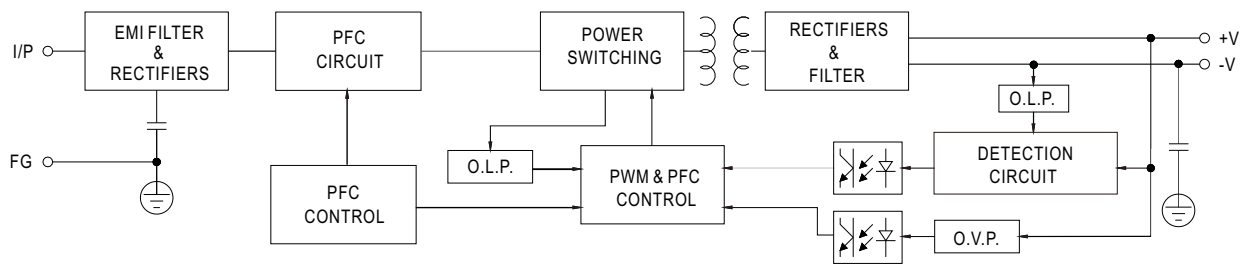 I/P
EMI FILTER
&
RECTIFIERS
PFC
CIRCUIT
POWER
SWITCHING
RECTIFIERS
&
FILTER
+V
-V
O.L.P.
FG
O.L.P.
PFC
CONTROL
PWM & PFC
CONTROL
DETECTION
CIRCUIT
O.V.P.